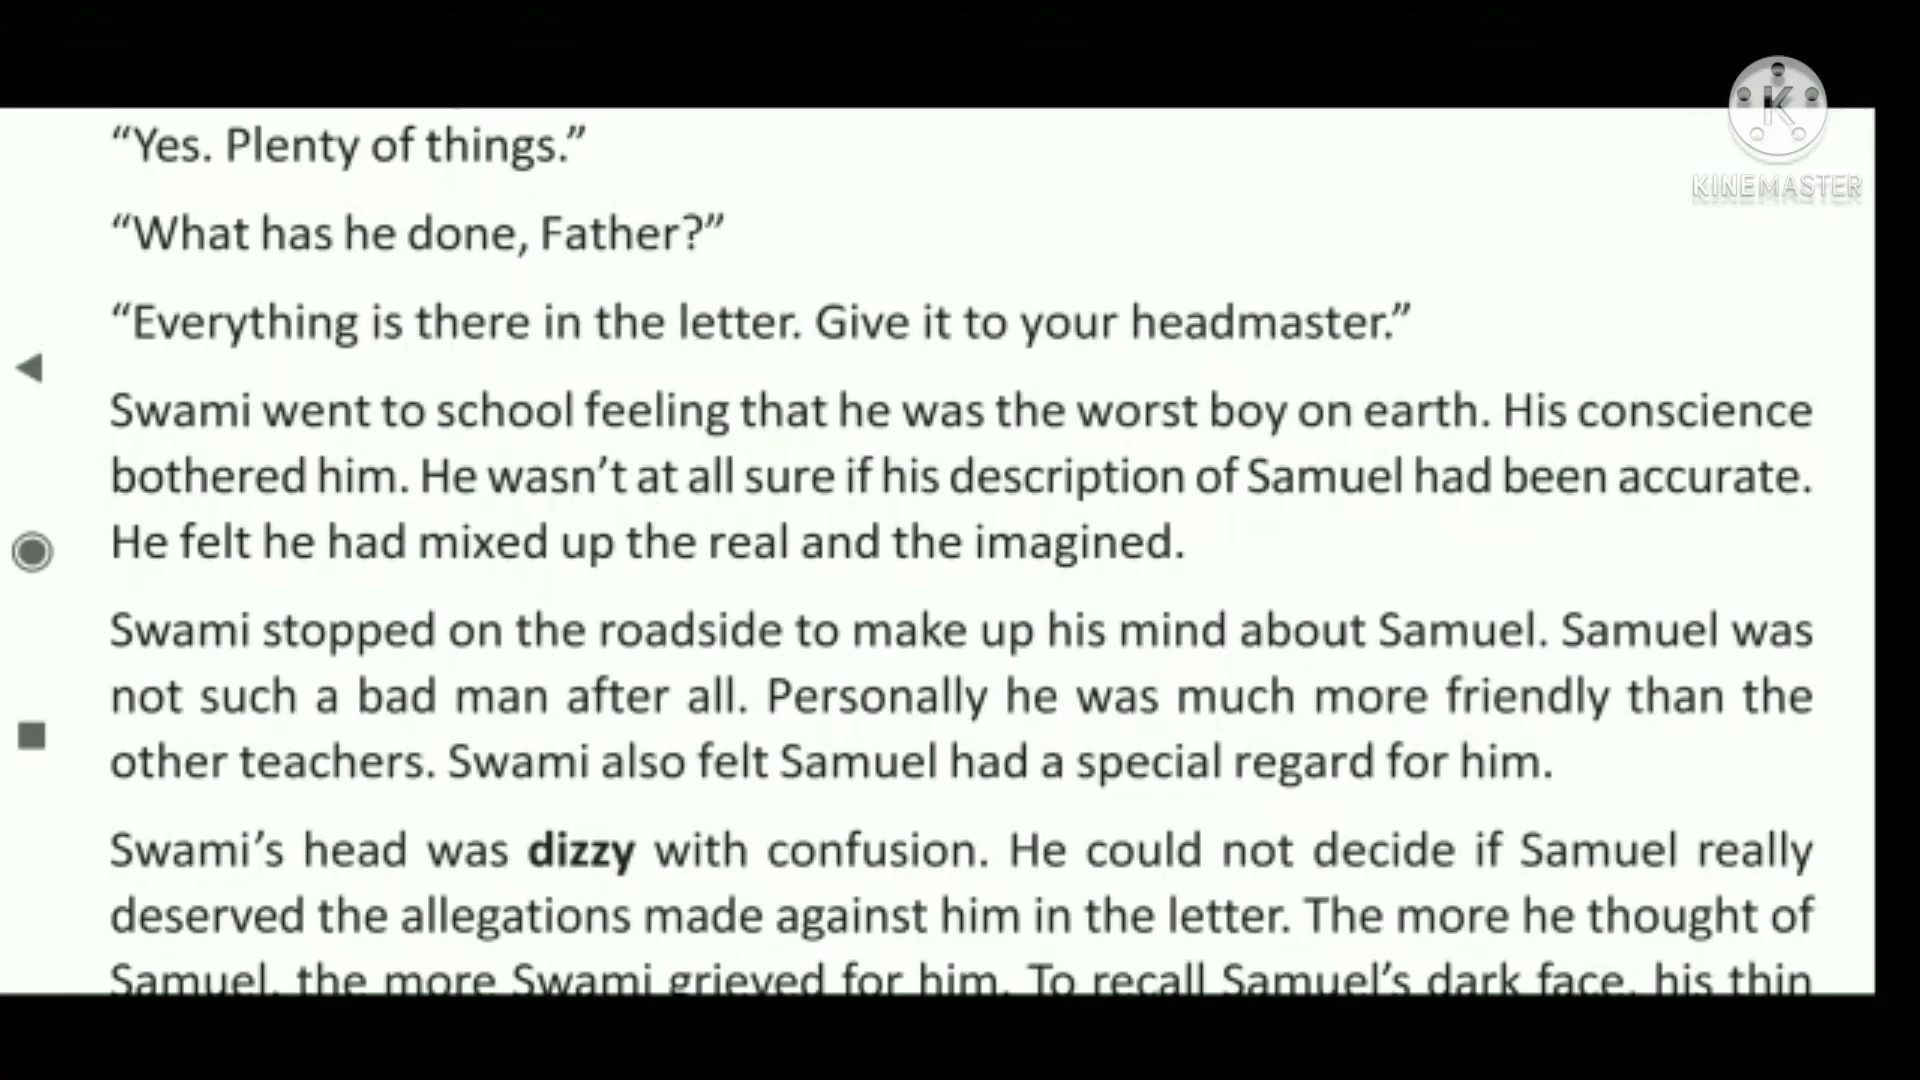 K
KINEMASTER
“Yes. Plenty of things.”
“What has he done, Father?”
“Everything is there in the letter. Give it to your headmaster.”
Swami went to school feeling that he was the worst boy on earth. His conscience
bothered him. He wasn’t at all sure if his description of Samuel had been accurate.
He felt he had mixed up the real and the imagined.
Swami stopped on the roadside to make up his mind about Samuel. Samuel was
not such a bad man after all. Personally he was much more friendly than the
other teachers. Swami also felt Samuel had a special regard for him.
Swami’s head was dizzy with confusion. He could not decide if Samuel really
deserved the allegations made against him in the letter. The more he thought of
Samuel, the more Swami grieved for him. To recall Samuel’s dark face, his thin